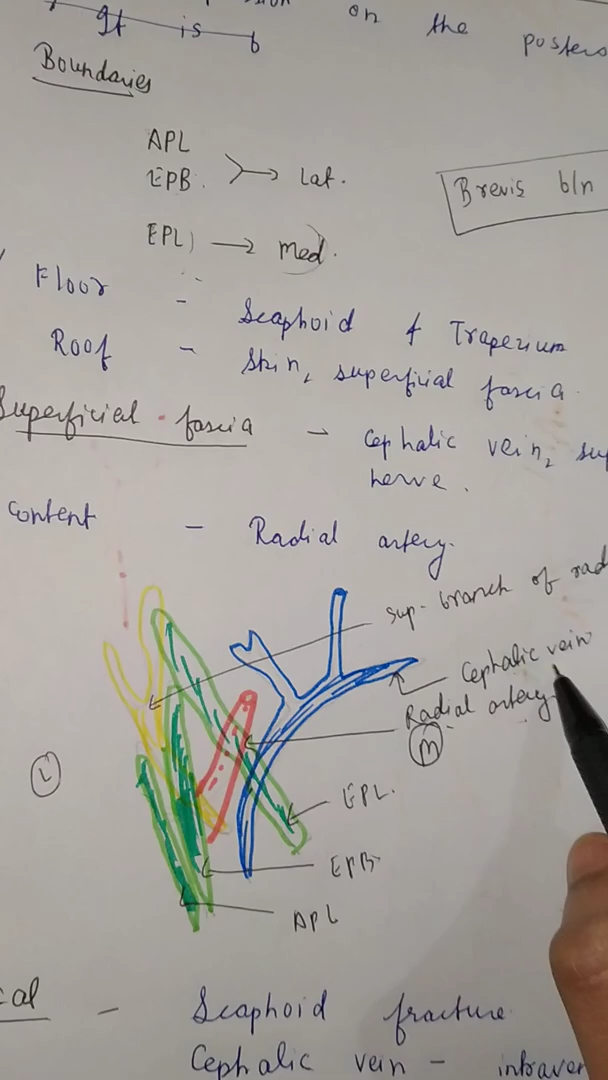 on the
It is
Boundaries
APL
EPB. → Lat.
Brevis b/n
EPL → med.
Floor - Scaphoid & Trapezium
Roof - Skin, superficial fascia
Superficial fascia - Cephalic vein,
nerve.
Content - Radial artery.
sup. branch of
Cephalic vein
Radial artery
M
L
EPL.
EPB
APL
- Scaphoid fracture
Cephalic vein -